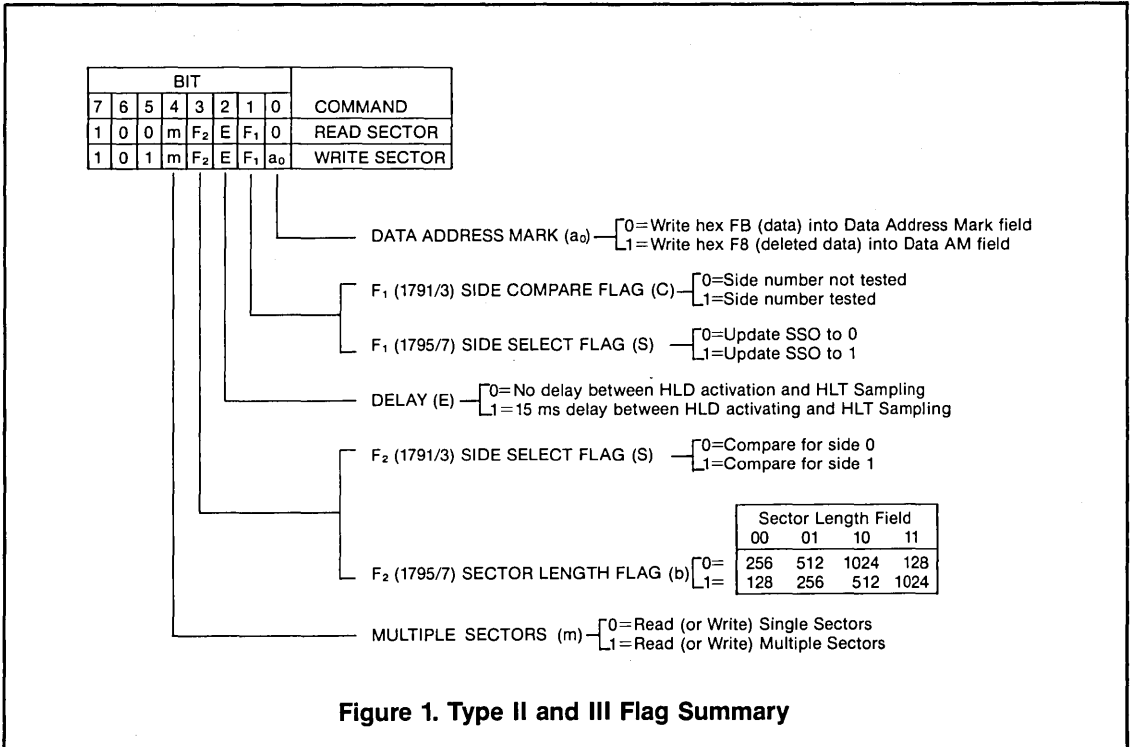 BIT
7 6 5 4 3 2 1 0 COMMAND
1 0 0 m F₂ E F₁ 0 READ SECTOR
1 0 1 m F₂ E F₁ a₀ WRITE SECTOR
DATA ADDRESS MARK (a₀)
0=Write hex FB (data) into Data Address Mark field
1=Write hex F8 (deleted data) into Data AM field
F₁ (1791/3) SIDE COMPARE FLAG (C)
0=Side number not tested
1=Side number tested
F₁ (1795/7) SIDE SELECT FLAG (S)
0=Update SSO to 0
1=Update SSO to 1
DELAY (E)
0=No delay between HLD activation and HLT Sampling
1=15 ms delay between HLD activating and HLT Sampling
F₂ (1791/3) SIDE SELECT FLAG (S)
0=Compare for side 0
1=Compare for side 1
Sector Length Field
00 01 10 11
F₂ (1795/7) SECTOR LENGTH FLAG (b)
0= 256 512 1024 128
1= 128 256 512 1024
MULTIPLE SECTORS (m)
0=Read (or Write) Single Sectors
1=Read (or Write) Multiple Sectors
Figure 1. Type II and III Flag Summary